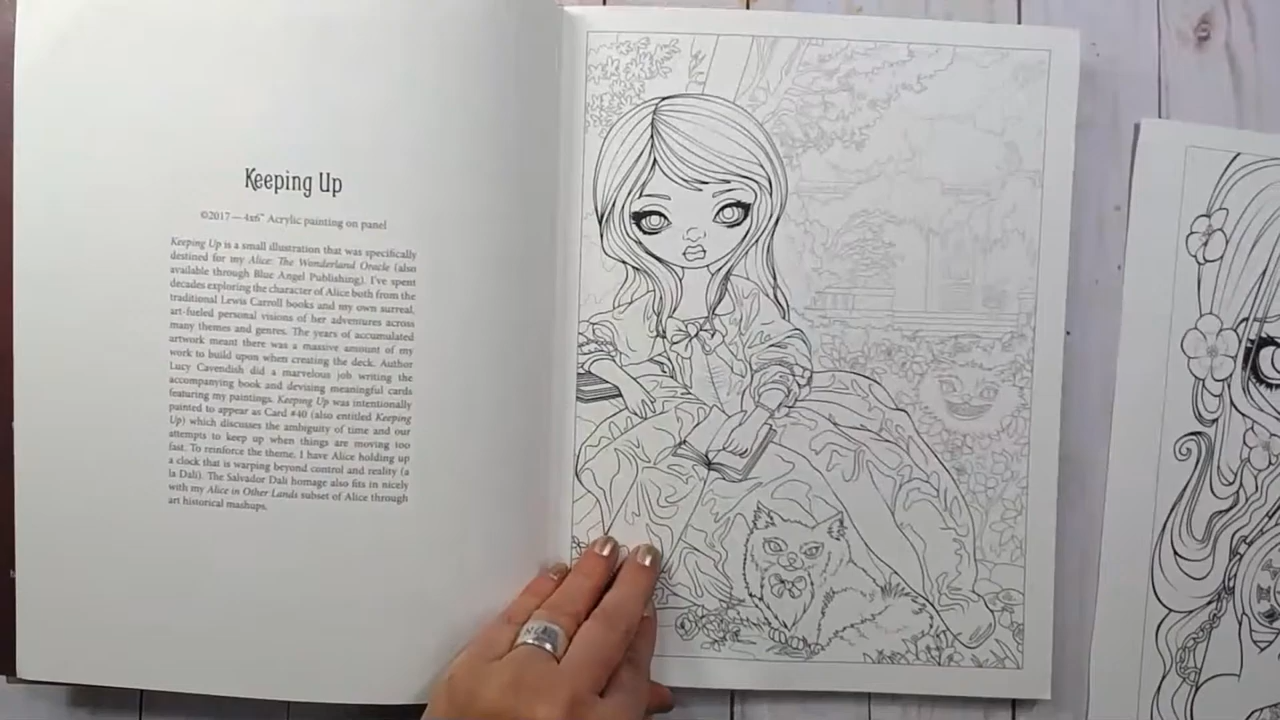 Keeping Up
©2017—4x6" Acrylic painting on panel
Keeping Up is a small illustration that was specifically
destined for my Alice: The Wonderland Oracle (also
available through Blue Angel Publishing). I've spent
decades exploring the character of Alice both from the
traditional Lewis Carroll books and my own surreal,
art-fueled personal visions of her adventures across
many themes and genres. The years of accumulated
artwork meant there was a massive amount of my
work to build upon when creating the deck. Author
Lucy Cavendish did a marvelous job writing the
accompanying book and devising meaningful cards
featuring my paintings. Keeping Up was intentionally
painted to appear as Card #40 (also entitled Keeping
Up) which discusses the ambiguity of time and our
attempts to keep up when things are moving too
fast. To reinforce the theme, I have Alice holding up
a clock that is warping beyond control and reality (a
la Dali). The Salvador Dali homage also fits in nicely
with my Alice in Other Lands subset of Alice through
art historical mashups.